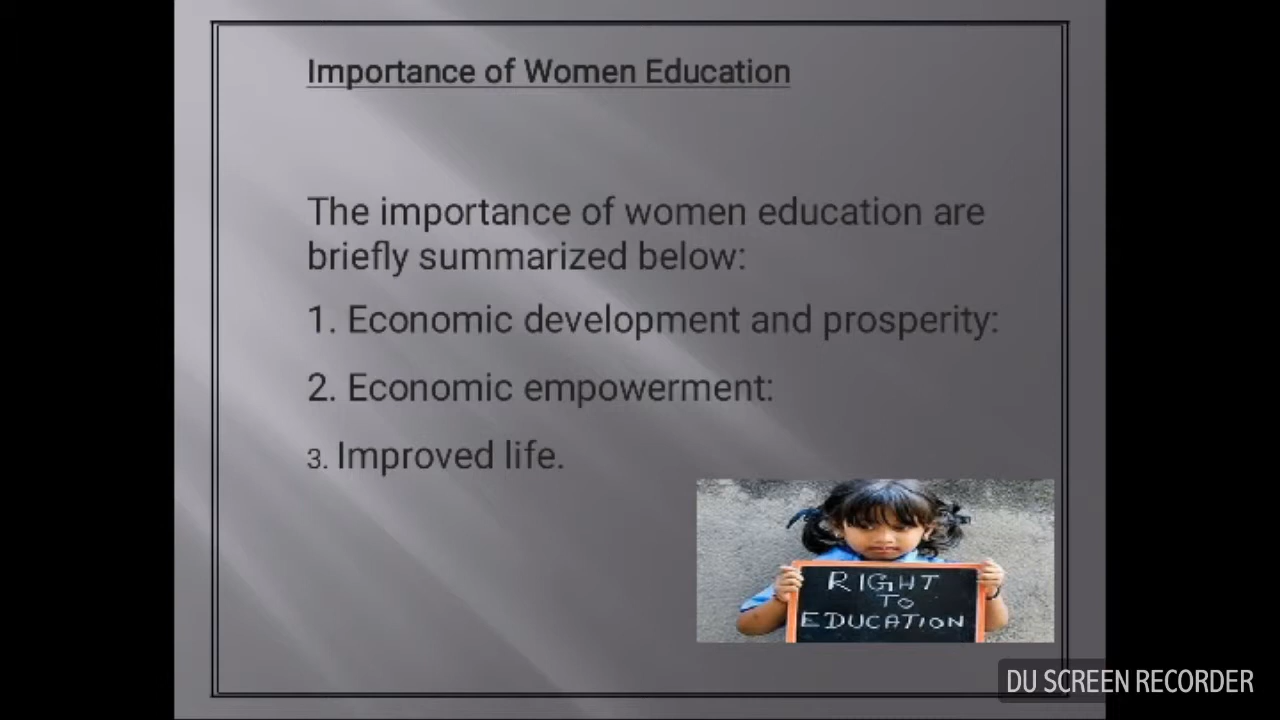 Importance of Women Education
The importance of women education are
briefly summarized below:
1. Economic development and prosperity:
2. Economic empowerment:
3. Improved life.
RIGHT
TO
EDUCATION
DU SCREEN RECORDER